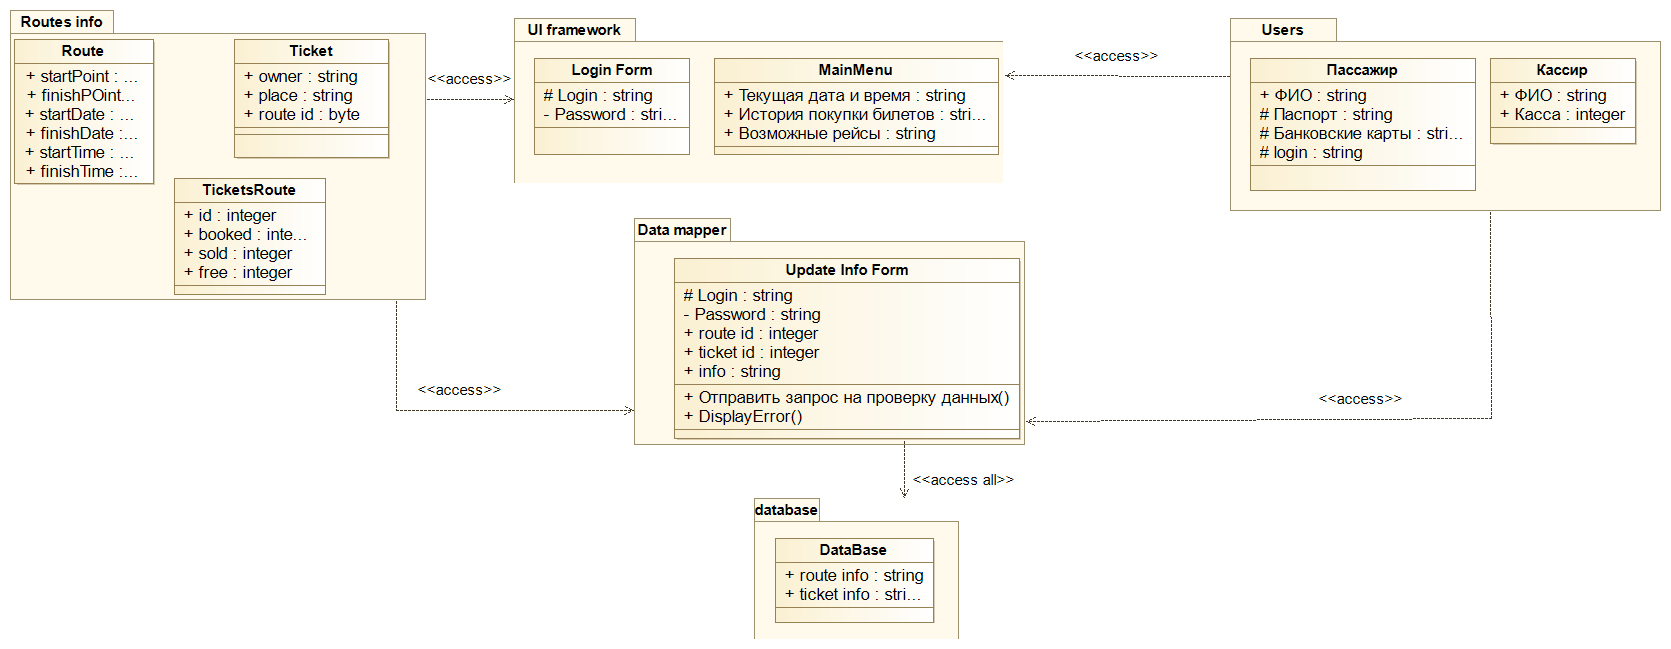 Routes info
Route
+ startPoint : ...
+ finishPOint...
+ startDate : ...
+ finishDate :...
+ startTime : ...
+ finishTime :...
Ticket
+ owner : string
+ place : string
+ route id : byte
TicketsRoute
+ id : integer
+ booked : inte...
+ sold : integer
+ free : integer
<<access>>
UI framework
Login Form
# Login : string
- Password : stri...
MainMenu
+ Текущая дата и время : string
+ История покупки билетов : stri...
+ Возможные рейсы : string
<<access>>
Users
Пассажир
+ ФИО : string
# Паспорт : string
# Банковские карты : stri...
# login : string
Кассир
+ ФИО : string
+ Касса : integer
<<access>>
Data mapper
Update Info Form
# Login : string
- Password : string
+ route id : integer
+ ticket id : integer
+ info : string
+ Отправить запрос на проверку данных()
+ DisplayError()
<<access>>
<<access all>>
database
DataBase
+ route info : string
+ ticket info : stri...